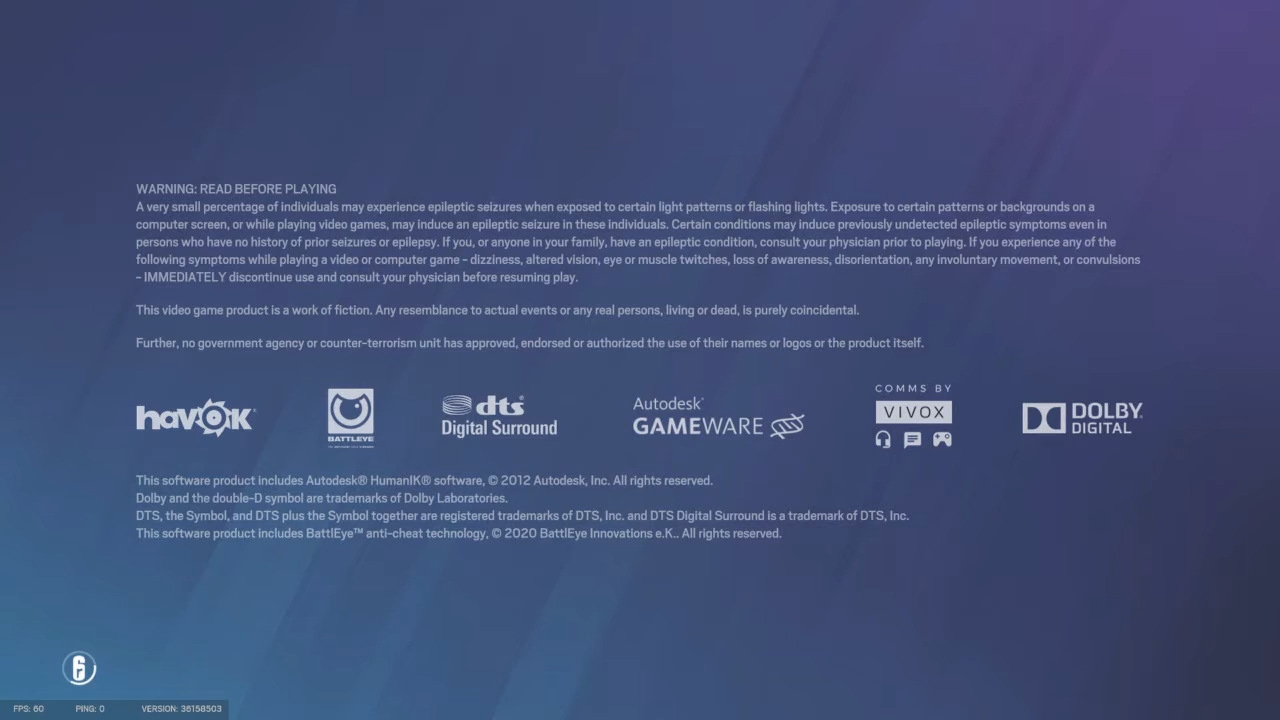 WARNING: READ BEFORE PLAYING
A very small percentage of individuals may experience epileptic seizures when exposed to certain light patterns or flashing lights. Exposure to certain patterns or backgrounds on a
computer screen, or while playing video games, may induce an epileptic seizure in these individuals. Certain conditions may induce previously undetected epileptic symptoms even in
persons who have no history of prior seizures or epilepsy. If you, or anyone in your family, have an epileptic condition, consult your physician prior to playing. If you experience any of the
following symptoms while playing a video or computer game - dizziness, altered vision, eye or muscle twitches, loss of awareness, disorientation, any involuntary movement, or convulsions
- IMMEDIATELY discontinue use and consult your physician before resuming play.
This video game product is a work of fiction. Any resemblance to actual events or any real persons, living or dead, is purely coincidental.
Further, no government agency or counter-terrorism unit has approved, endorsed or authorized the use of their names or logos or the product itself.
havok
BATTLEYE
dts
Digital Surround
Autodesk®
GAMEWARE
COMMS BY
VIVOX
DOLBY
DIGITAL
This software product includes Autodesk® HumanIK® software, © 2012 Autodesk, Inc. All rights reserved.
Dolby and the double-D symbol are trademarks of Dolby Laboratories.
DTS, the Symbol, and DTS plus the Symbol together are registered trademarks of DTS, Inc. and DTS Digital Surround is a trademark of DTS, Inc.
This software product includes BattlEye™ anti-cheat technology, © 2020 BattlEye Innovations e.K.. All rights reserved.
6
FPS: 60 PING: 0 VERSION: 36158503